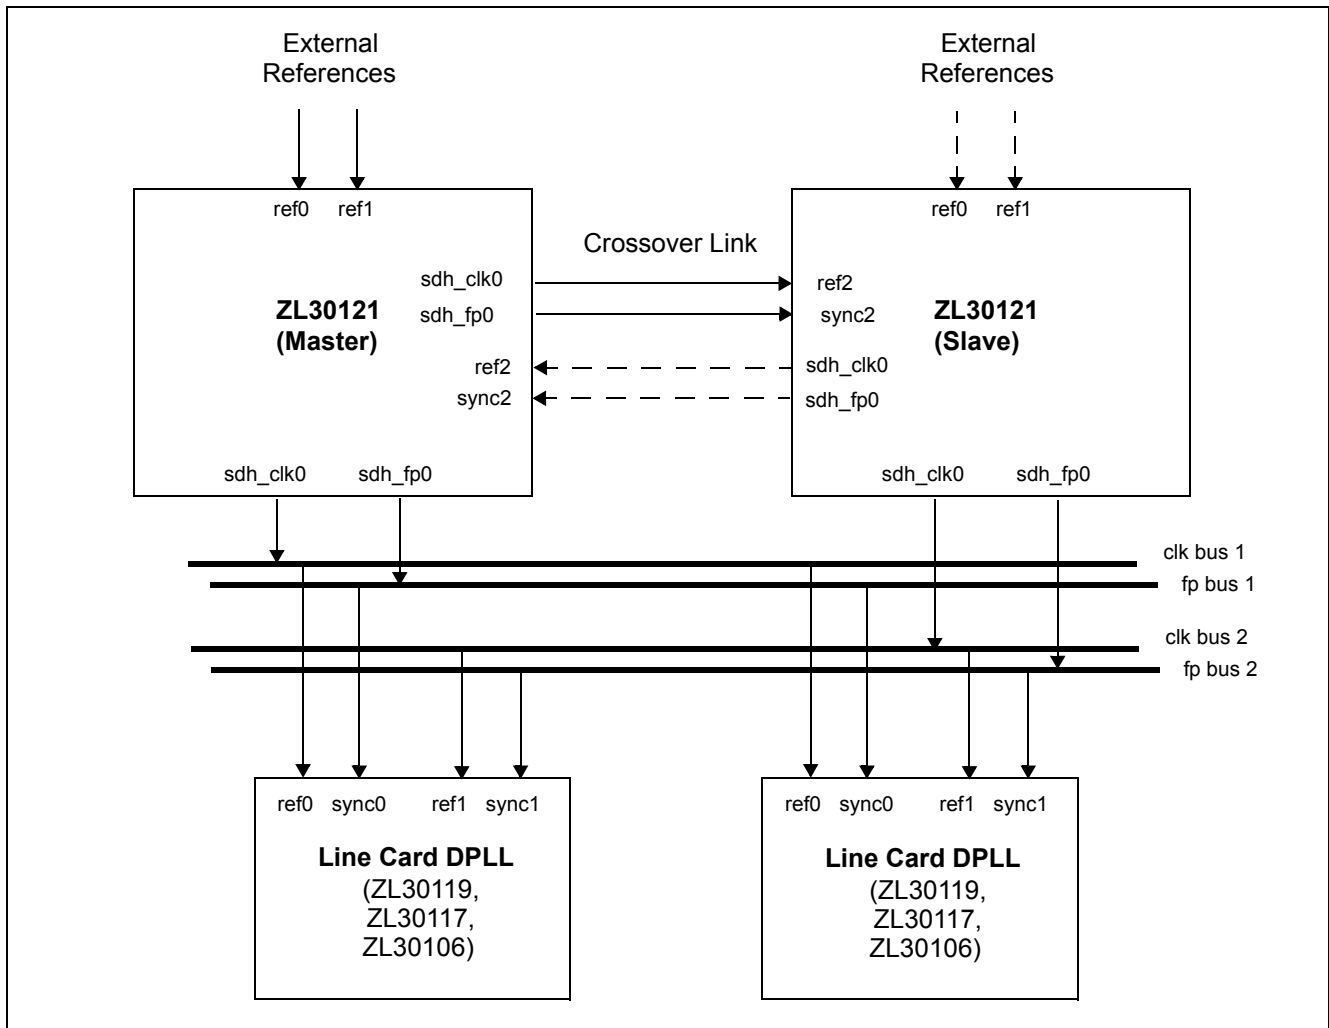 External
References
External
References
ref0 ref1
ref0 ref1
Crossover Link
sdh_clk0
sdh_fp0
ref2
sync2
ZL30121
(Master)
ref2
sync2
sdh_clk0
sdh_fp0
ZL30121
(Slave)
sdh_clk0 sdh_fp0
sdh_clk0 sdh_fp0
clk bus 1
fp bus 1
clk bus 2
fp bus 2
ref0 sync0 ref1 sync1
Line Card DPLL
(ZL30119,
ZL30117,
ZL30106)
ref0 sync0 ref1 sync1
Line Card DPLL
(ZL30119,
ZL30117,
ZL30106)